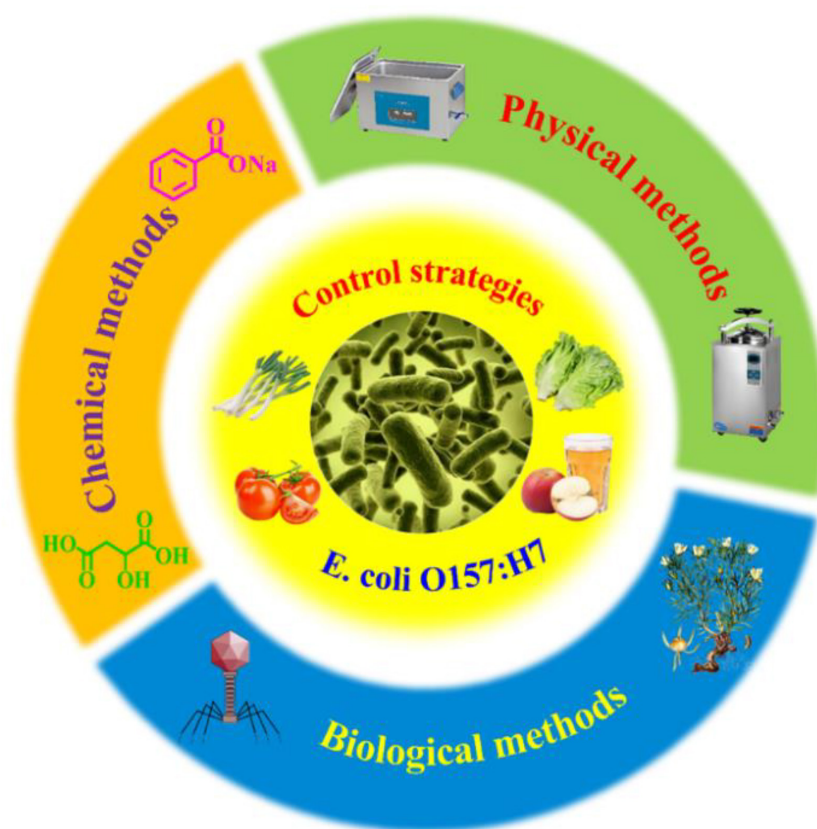 Physical methods
Chemical methods
O
ONa
Control strategies
E. coli O157:H7
O
HO
OH
O
OH
Biological methods